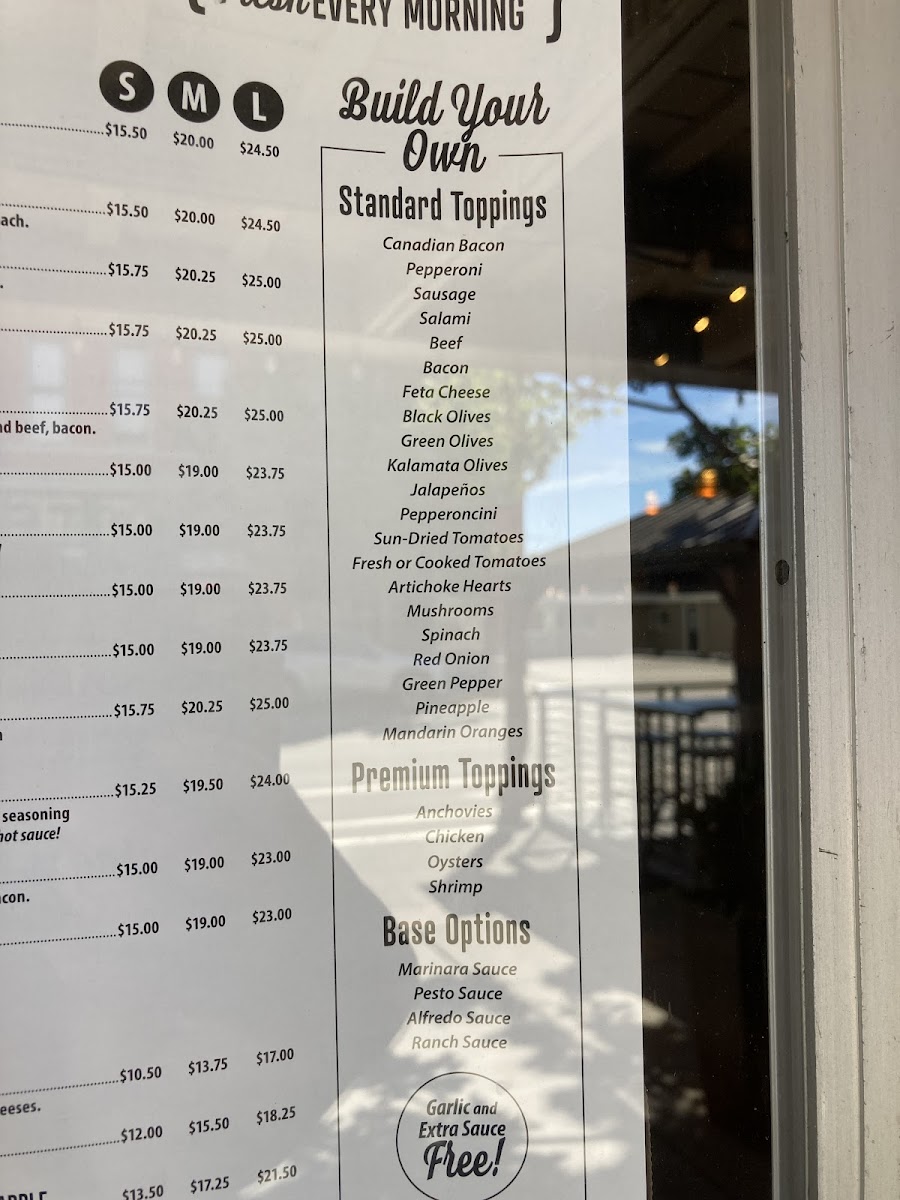 Fresh EVERY MORNING
S M L
$15.50 $20.00 $24.50
$15.50 $20.00 $24.50
ach.
$15.75 $20.25 $25.00
$15.75 $20.25 $25.00
$15.75 $20.25 $25.00
nd beef, bacon.
$15.00 $19.00 $23.75
$15.00 $19.00 $23.75
$15.00 $19.00 $23.75
$15.00 $19.00 $23.75
$15.75 $20.25 $25.00
$15.25 $19.50 $24.00
seasoning
hot sauce!
$15.00 $19.00 $23.00
acon.
$15.00 $19.00 $23.00
$10.50 $13.75 $17.00
eeses.
$12.00 $15.50 $18.25
$13.50 $17.25 $21.50
Build Your
Own
Standard Toppings
Canadian Bacon
Pepperoni
Sausage
Salami
Beef
Bacon
Feta Cheese
Black Olives
Green Olives
Kalamata Olives
Jalapeños
Pepperoncini
Sun-Dried Tomatoes
Fresh or Cooked Tomatoes
Artichoke Hearts
Mushrooms
Spinach
Red Onion
Green Pepper
Pineapple
Mandarin Oranges
Premium Toppings
Anchovies
Chicken
Oysters
Shrimp
Base Options
Marinara Sauce
Pesto Sauce
Alfredo Sauce
Ranch Sauce
Garlic and
Extra Sauce
Free!